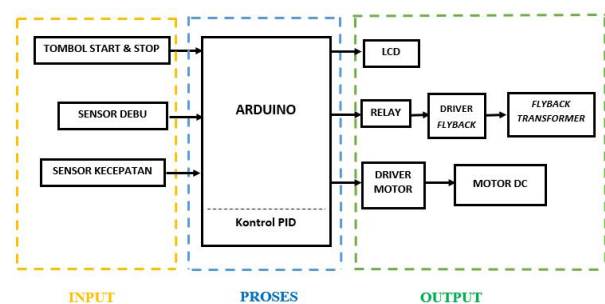 TOMBOL START & STOP
SENSOR DEBU
SENSOR KECEPATAN
ARDUINO
Kontrol PID
LCD
RELAY
DRIVER
FLYBACK
FLYBACK
TRANSFORMER
DRIVER
MOTOR
MOTOR DC
INPUT
PROSES
OUTPUT